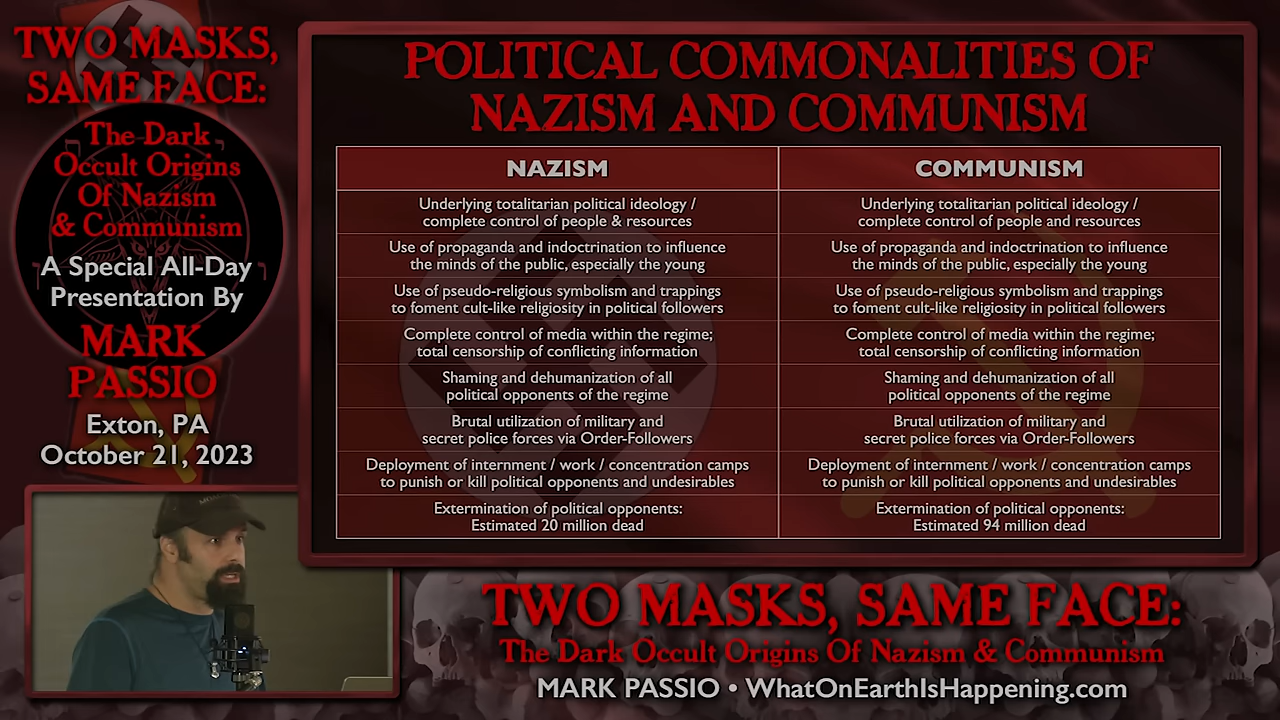 TWO MASKS,
SAME FACE:
The Dark
Occult Origins
Of Nazism
& Communism
A Special All-Day
Presentation By
MARK
PASSIO
Exton, PA
October 21, 2023
POLITICAL COMMONALITIES OF
NAZISM AND COMMUNISM
NAZISM
COMMUNISM
Underlying totalitarian political ideology /
complete control of people & resources
Underlying totalitarian political ideology /
complete control of people and resources
Use of propaganda and indoctrination to influence
the minds of the public, especially the young
Use of propaganda and indoctrination to influence
the minds of the public, especially the young
Use of pseudo-religious symbolism and trappings
to foment cult-like religiosity in political followers
Use of pseudo-religious symbolism and trappings
to foment cult-like religiosity in political followers
Complete control of media within the regime;
total censorship of conflicting information
Complete control of media within the regime;
total censorship of conflicting information
Shaming and dehumanization of all
political opponents of the regime
Shaming and dehumanization of all
political opponents of the regime
Brutal utilization of military and
secret police forces via Order-Followers
Brutal utilization of military and
secret police forces via Order-Followers
Deployment of internment / work / concentration camps
to punish or kill political opponents and undesirables
Deployment of internment / work / concentration camps
to punish or kill political opponents and undesirables
Extermination of political opponents:
Estimated 20 million dead
Extermination of political opponents:
Estimated 94 million dead
TWO MASKS, SAME FACE:
The Dark Occult Origins Of Nazism & Communism
MARK PASSIO • WhatOnEarthIsHappening.com